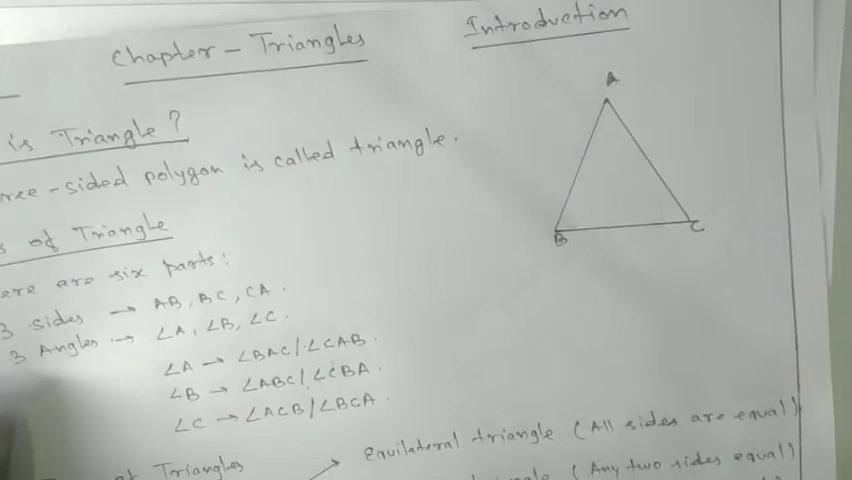 Chapter - Triangles
Introduction
is Triangle?
ree-sided polygon is called triangle.
of Triangle
ere are six parts:
3 sides → AB, BC, CA.
3 Angles → ∠A, ∠B, ∠C.
∠A → ∠BAC/∠CAB.
∠B → ∠ABC/∠CBA.
∠C → ∠ACB/∠BCA.
A
B
C
of Triangles
Equilateral triangle (All sides are equal)
(Any two sides equal)